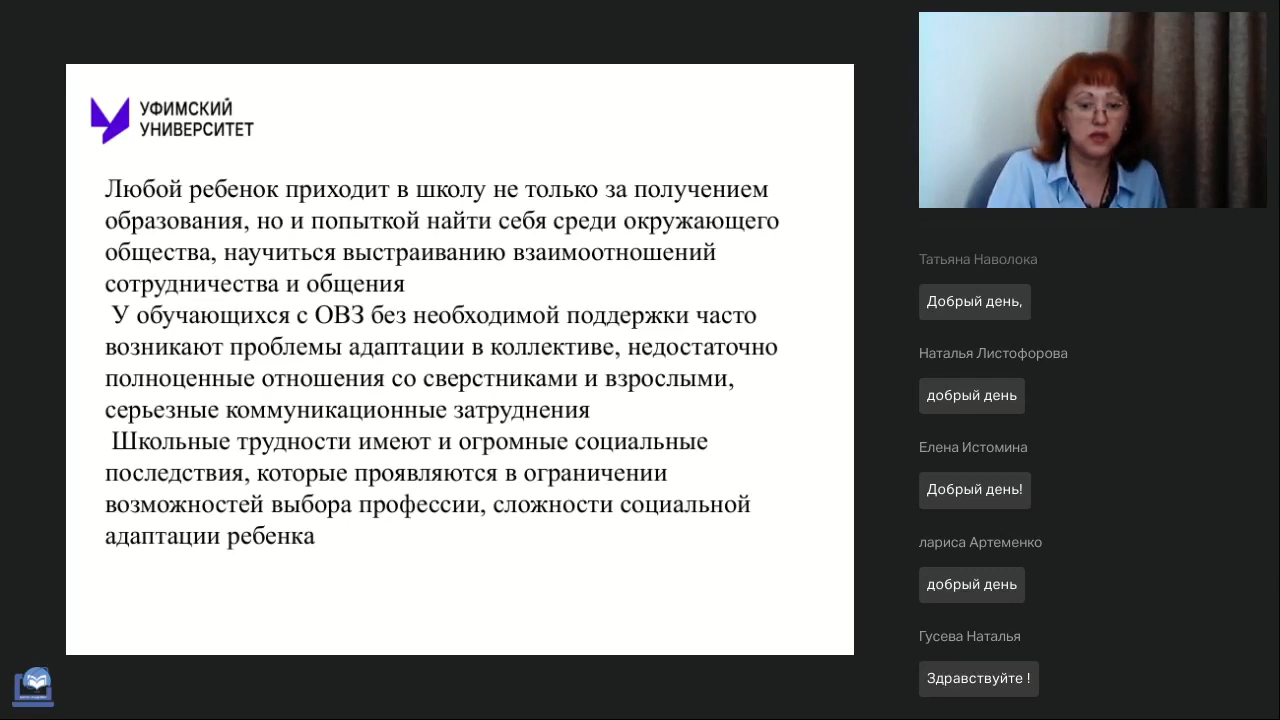 УФИМСКИЙ
УНИВЕРСИТЕТ
Любой ребенок приходит в школу не только за получением
образования, но и попыткой найти себя среди окружающего
общества, научиться выстраиванию взаимоотношений
сотрудничества и общения
У обучающихся с ОВЗ без необходимой поддержки часто
возникают проблемы адаптации в коллективе, недостаточно
полноценные отношения со сверстниками и взрослыми,
серьезные коммуникационные затруднения
Школьные трудности имеют и огромные социальные
последствия, которые проявляются в ограничении
возможностей выбора профессии, сложности социальной
адаптации ребенка
Татьяна Наволока
Добрый день,
Наталья Листофорова
добрый день
Елена Истомина
Добрый день!
лариса Артеменко
добрый день
Гусева Наталья
Здравствуйте !